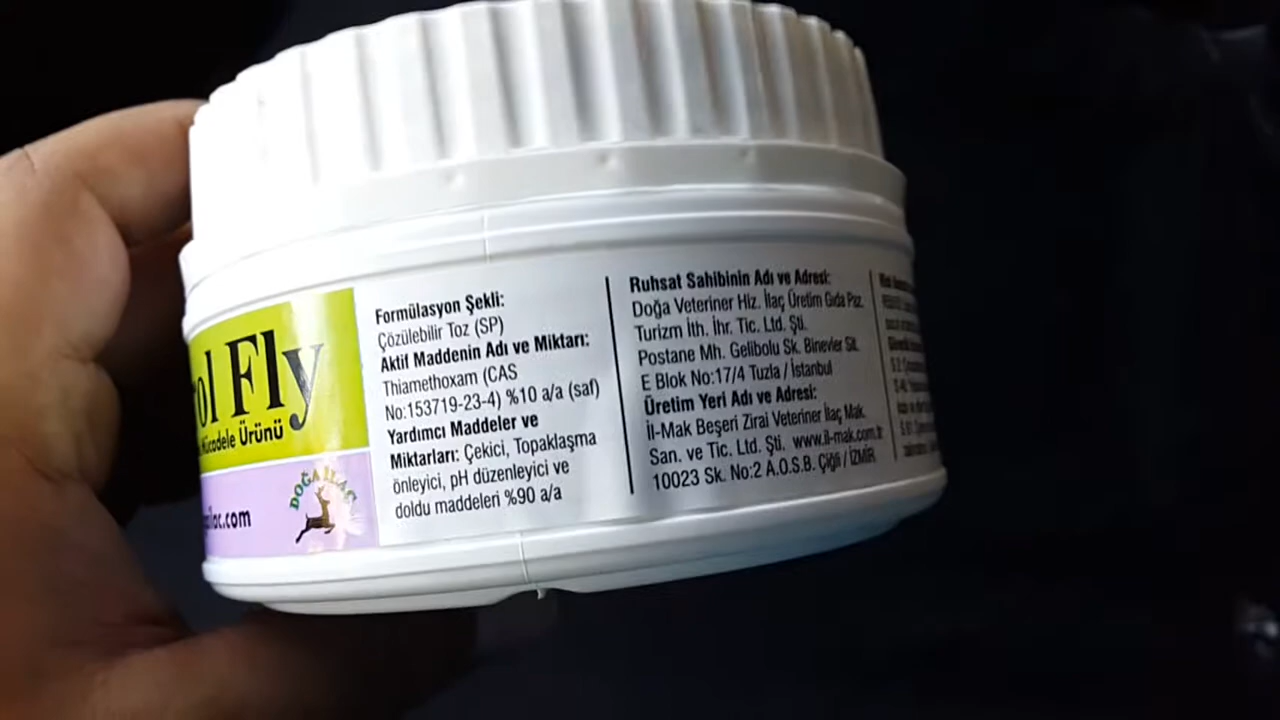 Fly
Mücadele Ürünü
DOĞA İLAÇ
Formülasyon Şekli:
Çözülebilir Toz (SP)
Aktif Maddenin Adı ve Miktarı:
Thiamethoxam (CAS
No:153719-23-4) %10 a/a (saf)
Yardımcı Maddeler ve
Miktarları: Çekici, Topaklaşma
önleyici, pH düzenleyici ve
doldu maddeleri %90 a/a
Ruhsat Sahibinin Adı ve Adresi:
Doğa Veteriner Hiz. İlaç Üretim Gıda Paz.
Turizm İth. İhr. Tic. Ltd. Şti.
Postane Mh. Gelibolu Sk. Binevler Sit.
E Blok No:17/4 Tuzla / İstanbul
Üretim Yeri Adı ve Adresi:
İl-Mak Beşeri Zirai Veteriner İlaç Mak.
San. ve Tic. Ltd. Şti. www.il-mak.com.tr
10023 Sk. No:2 A.O.S.B. Çiğli / İZMİR